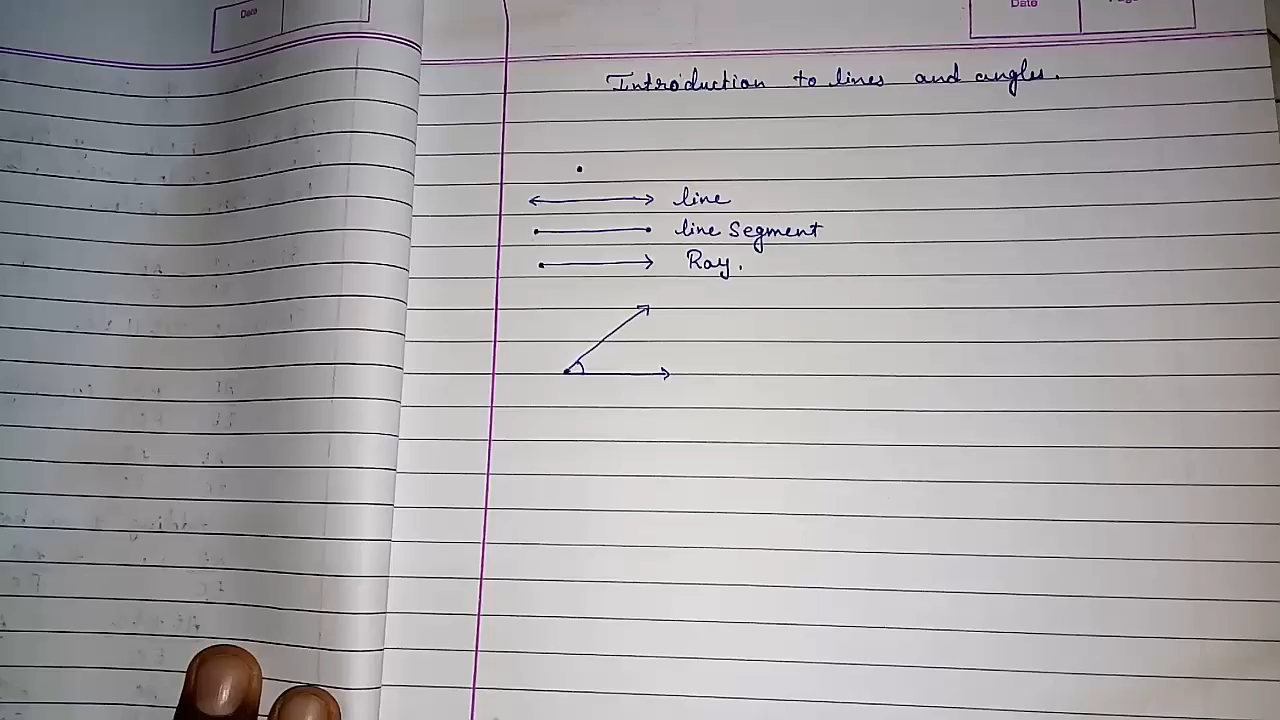 Date
Date
Introduction to lines and angles.
line
line Segment
Ray.